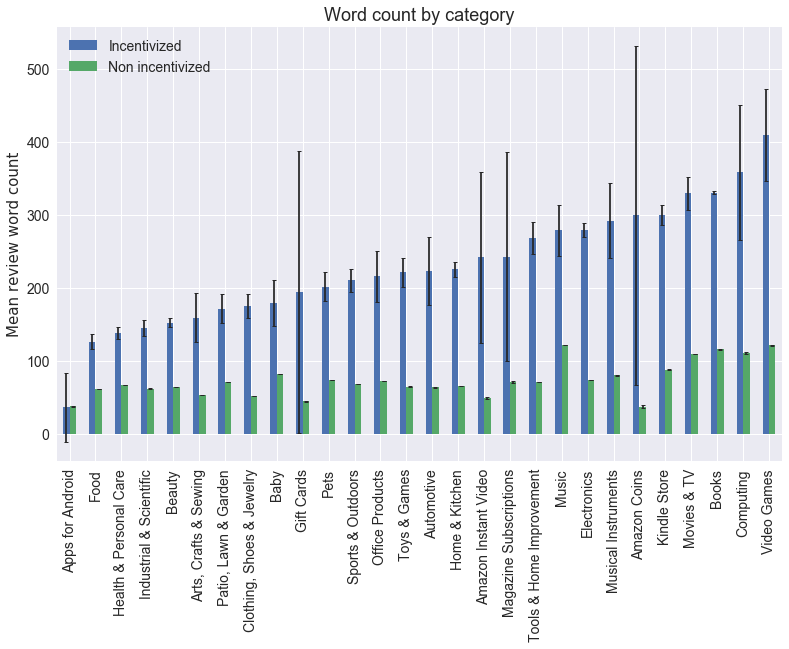 Word count by category
Incentivized
Non incentivized
Mean review word count
500
400
300
200
100
0
Apps for Android
Food
Health & Personal Care
Industrial & Scientific
Beauty
Arts, Crafts & Sewing
Patio, Lawn & Garden
Clothing, Shoes & Jewelry
Baby
Gift Cards
Pets
Sports & Outdoors
Office Products
Toys & Games
Automotive
Home & Kitchen
Amazon Instant Video
Magazine Subscriptions
Tools & Home Improvement
Music
Electronics
Musical Instruments
Amazon Coins
Kindle Store
Movies & TV
Books
Computing
Video Games